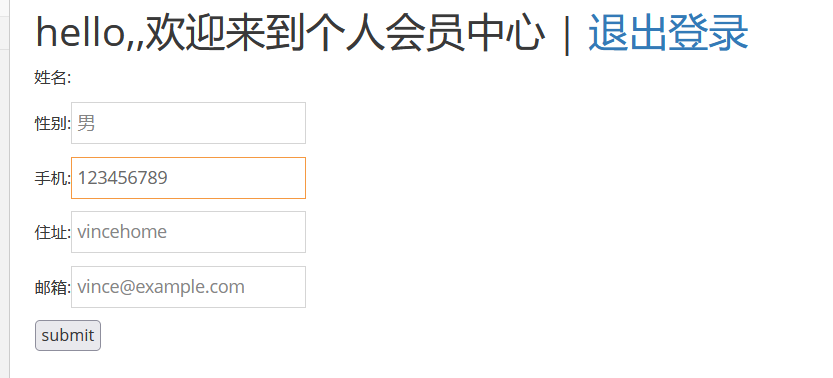 hello,,欢迎来到个人会员中心 | 退出登录
姓名:
性别: 男
手机: 123456789
住址: vincehome
邮箱: vince@example.com
submit